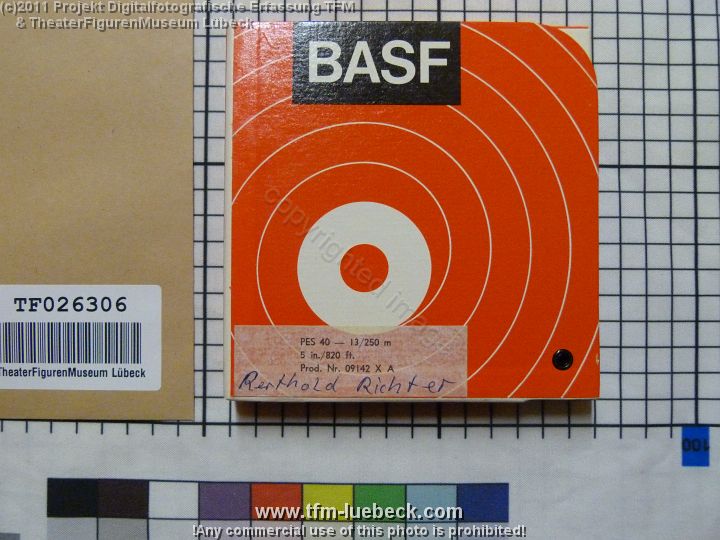 (c)2011 Projekt Digitalfotografische Erfassung TFM
& TheaterFigurenMuseum Lübeck
BASF
copyrighted image
TF026306
TheaterFigurenMuseum Lübeck
PES 40 — 13/250 m
5 in./820 ft.
Prod. Nr. 09142 X A
Berthold Richter
100
www.tfm-luebeck.com
!Any commercial use of this photo is prohibited!